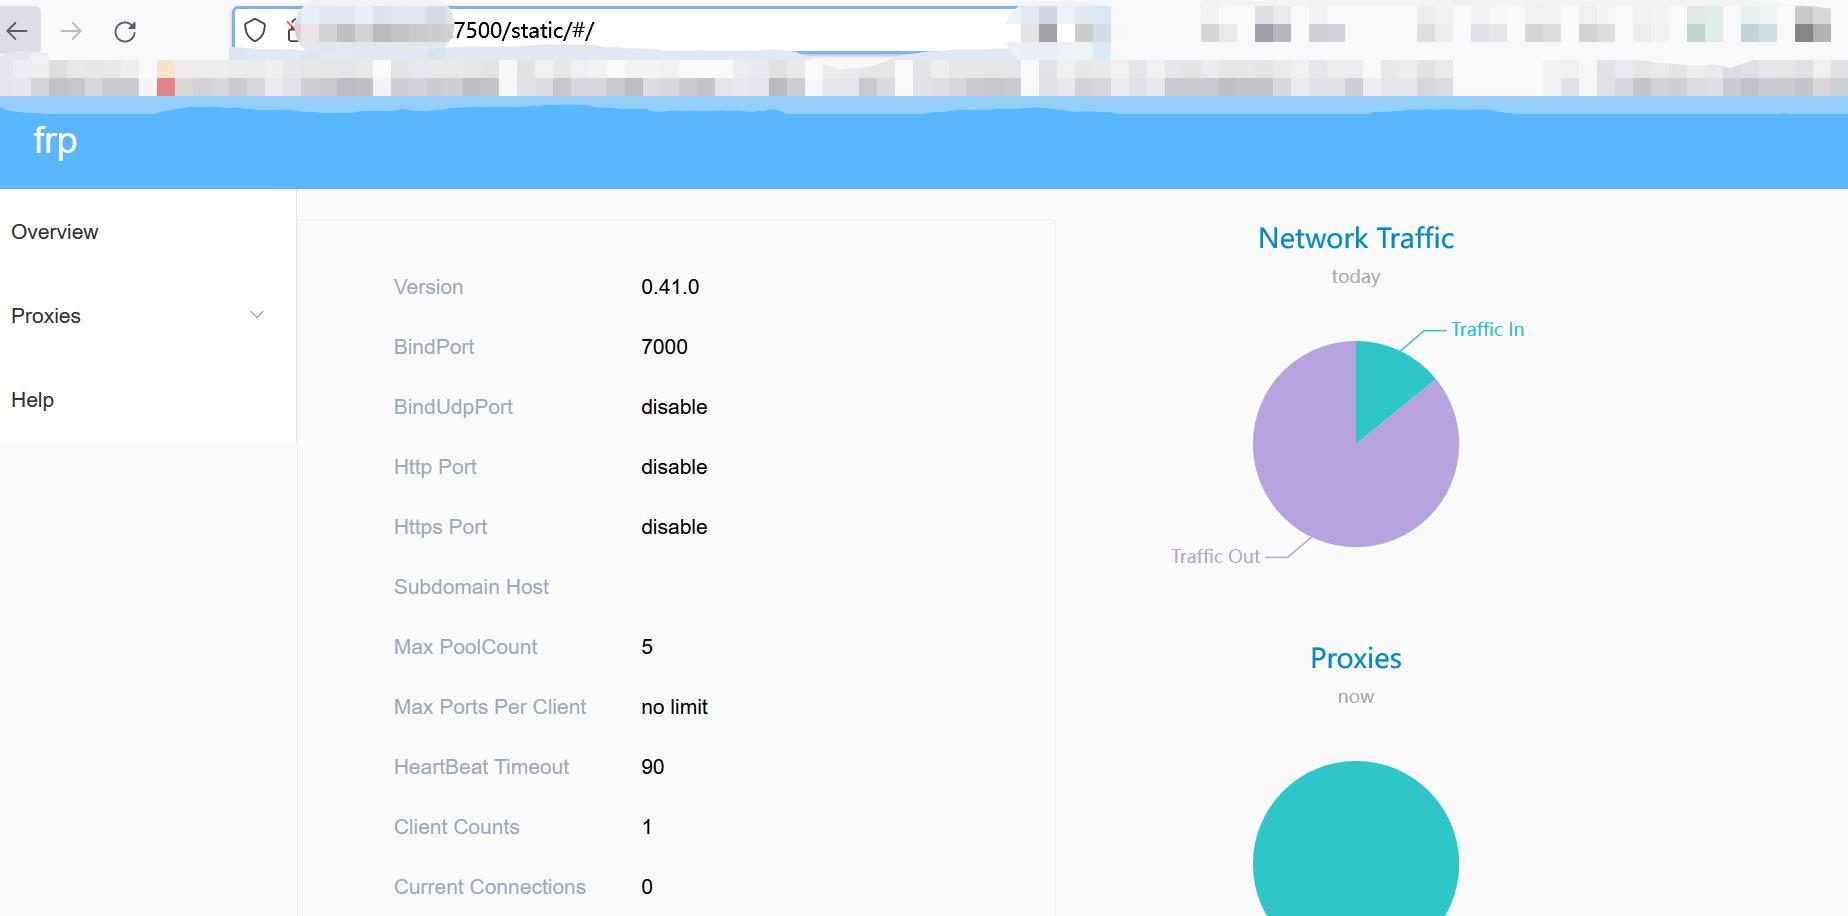 7500/static/#/
frp
Overview
Proxies
Help
Version 0.41.0
BindPort 7000
BindUdpPort disable
Http Port disable
Https Port disable
Subdomain Host
Max PoolCount 5
Max Ports Per Client no limit
HeartBeat Timeout 90
Client Counts 1
Current Connections 0
Network Traffic
today
Traffic In
Traffic Out
Proxies
now